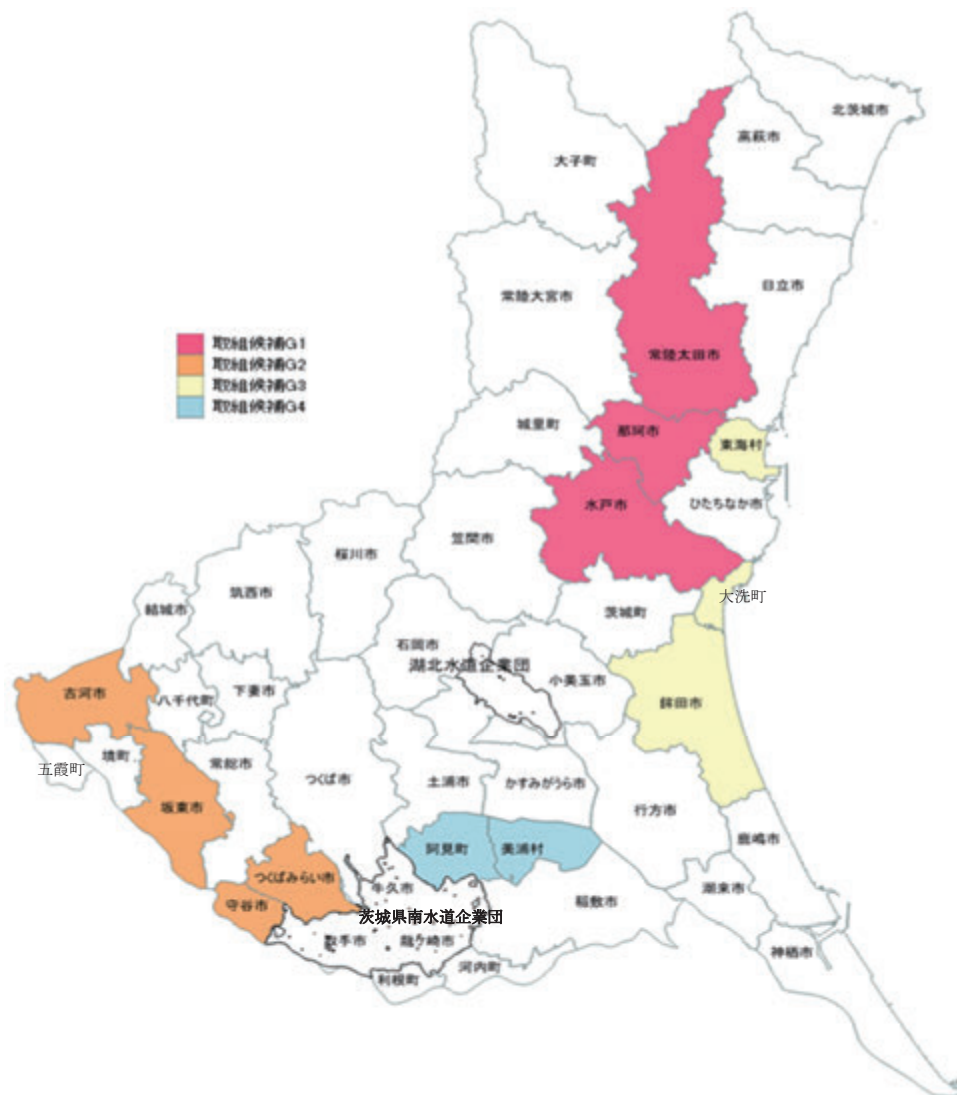 北茨城市
高萩市
大子町
日立市
常陸大宮市
取組候補G1
常陸太田市
取組候補G2
取組候補G3
取組候補G4
城里町
那珂市
東海村
水戸市
ひたちなか市
笠間市
桜川市
筑西市
大洗町
結城市
茨城町
石岡市
湖北水道企業団
小美玉市
古河市
八千代町
下妻市
鉾田市
五霞町
境町
常総市
つくば市
土浦市
かすみがうら市
坂東市
行方市
鹿嶋市
阿見町
美浦村
つくばみらい市
牛久市
潮来市
守谷市
茨城県南水道企業団
稲敷市
取手市
龍ケ崎市
神栖市
利根町
河内町